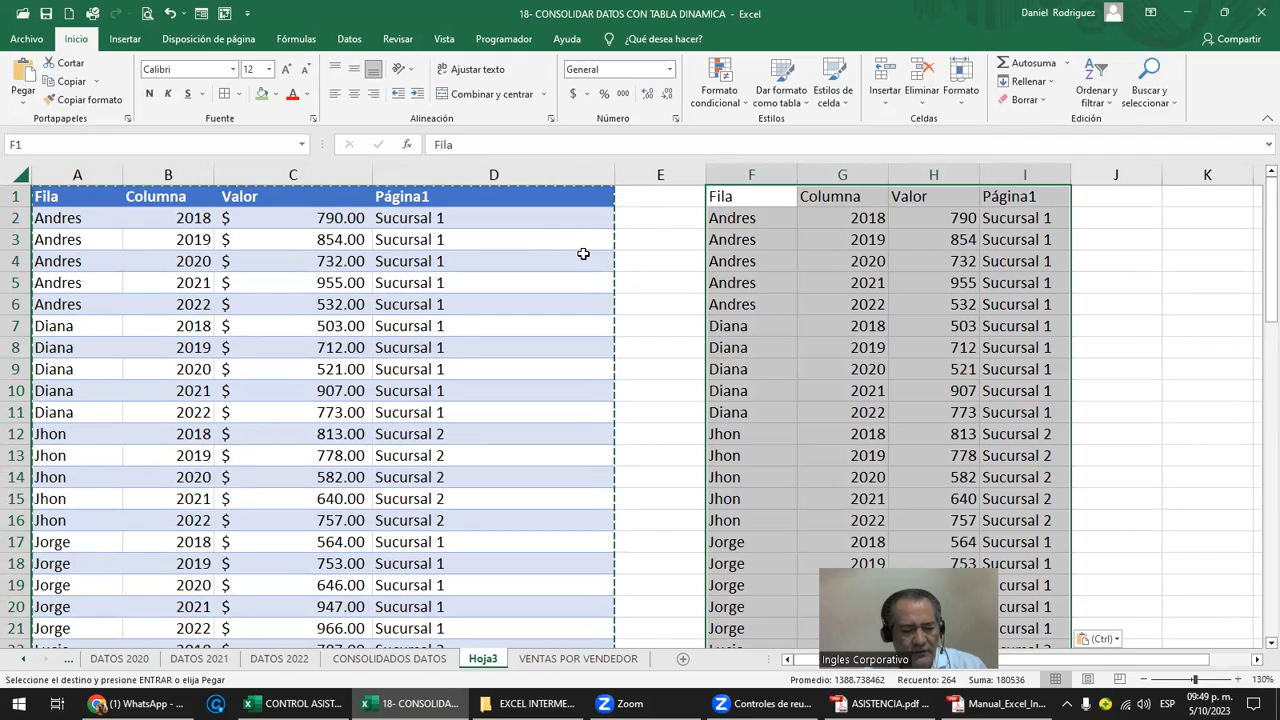 18- CONSOLIDAR DATOS CON TABLA DINAMICA - Excel
Daniel Rodriguez
Archivo Inicio Insertar Disposición de página Fórmulas Datos Revisar Vista Programador Ayuda ¿Qué desea hacer? Compartir
Pegar
Cortar
Copiar
Copiar formato
Portapapeles
Calibri 12
N K S
Fuente
Ajustar texto
Combinar y centrar
Alineación
General
$ % 000
Número
Formato condicional
Dar formato como tabla
Estilos de celda
Estilos
Insertar Eliminar Formato
Celdas
Autosuma
Rellenar
Borrar
Ordenar y filtrar
Buscar y seleccionar
Edición
F1 fx Fila
A B C D E F G H I J K
1 Fila Columna Valor Página1 Fila Columna Valor Página1
2 Andres 2018 $ 790.00 Sucursal 1 Andres 2018 790 Sucursal 1
3 Andres 2019 $ 854.00 Sucursal 1 Andres 2019 854 Sucursal 1
4 Andres 2020 $ 732.00 Sucursal 1 Andres 2020 732 Sucursal 1
5 Andres 2021 $ 955.00 Sucursal 1 Andres 2021 955 Sucursal 1
6 Andres 2022 $ 532.00 Sucursal 1 Andres 2022 532 Sucursal 1
7 Diana 2018 $ 503.00 Sucursal 1 Diana 2018 503 Sucursal 1
8 Diana 2019 $ 712.00 Sucursal 1 Diana 2019 712 Sucursal 1
9 Diana 2020 $ 521.00 Sucursal 1 Diana 2020 521 Sucursal 1
10 Diana 2021 $ 907.00 Sucursal 1 Diana 2021 907 Sucursal 1
11 Diana 2022 $ 773.00 Sucursal 1 Diana 2022 773 Sucursal 1
12 Jhon 2018 $ 813.00 Sucursal 2 Jhon 2018 813 Sucursal 2
13 Jhon 2019 $ 778.00 Sucursal 2 Jhon 2019 778 Sucursal 2
14 Jhon 2020 $ 582.00 Sucursal 2 Jhon 2020 582 Sucursal 2
15 Jhon 2021 $ 640.00 Sucursal 2 Jhon 2021 640 Sucursal 2
16 Jhon 2022 $ 757.00 Sucursal 2 Jhon 2022 757 Sucursal 2
17 Jorge 2018 $ 564.00 Sucursal 1 Jorge 2018 564 Sucursal 1
18 Jorge 2019 $ 753.00 Sucursal 1 Jorge 2019 753 Sucursal 1
19 Jorge 2020 $ 646.00 Sucursal 1 Jorge ucursal 1
20 Jorge 2021 $ 947.00 Sucursal 1 Jorge ucursal 1
21 Jorge 2022 $ 966.00 Sucursal 1 Jorge ucursal 1
(Ctrl)
Ingles Corporativo
... DATOS 2020 DATOS 2021 DATOS 2022 CONSOLIDADOS DATOS Hoja3 VENTAS POR VENDEDOR
Seleccione el destino y presione ENTRAR o elija Pegar Promedio: 1388.738462 Recuento: 264 Suma: 180536 130%
(1) WhatsApp - ... CONTROL ASIST... 18- CONSOLIDA... EXCEL INTERME... Zoom Controles de reu... ASISTENCIA.pdf ... Manual_Excel_In... ESP 09:49 p. m.
5/10/2023